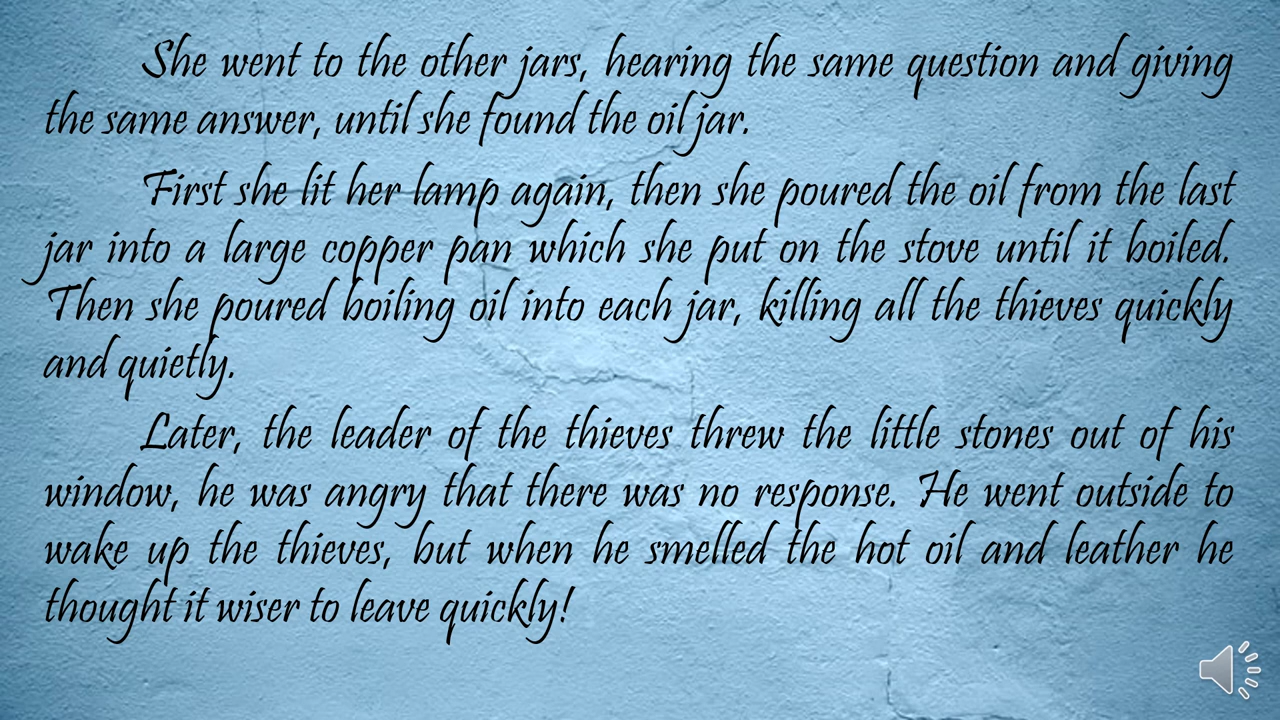 She went to the other jars, hearing the same question and giving
the same answer, until she found the oil jar.
First she lit her lamp again, then she poured the oil from the last
jar into a large copper pan which she put on the stove until it boiled.
Then she poured boiling oil into each jar, killing all the thieves quickly
and quietly.
Later, the leader of the thieves threw the little stones out of his
window, he was angry that there was no response. He went outside to
wake up the thieves, but when he smelled the hot oil and leather he
thought it wiser to leave quickly!